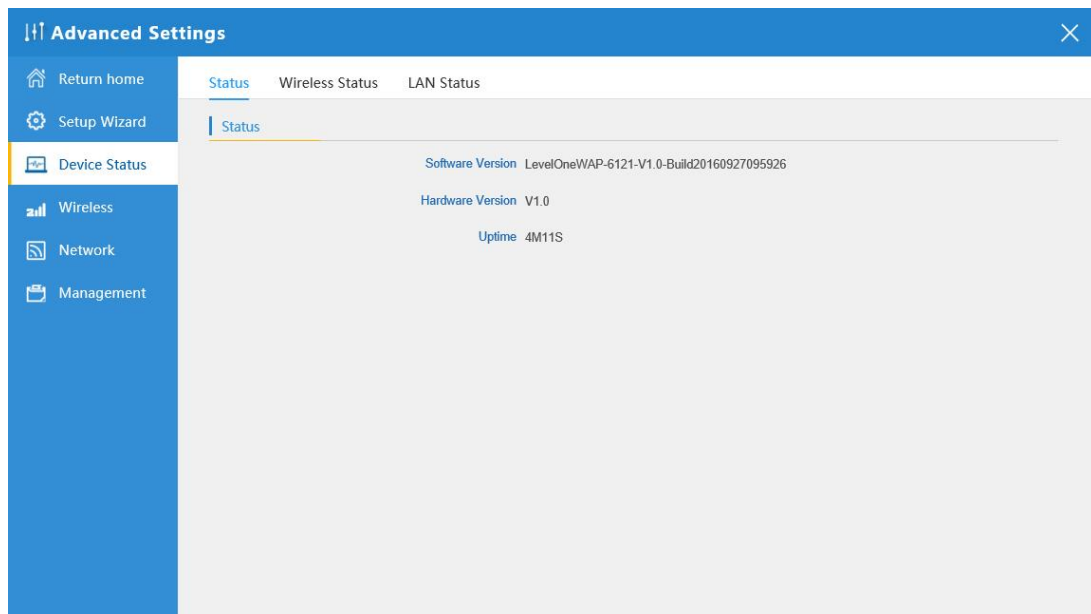 Advanced Settings
Return home
Setup Wizard
Device Status
Wireless
Network
Management
Status Wireless Status LAN Status
Status
Software Version LevelOneWAP-6121-V1.0-Build20160927095926
Hardware Version V1.0
Uptime 4M11S